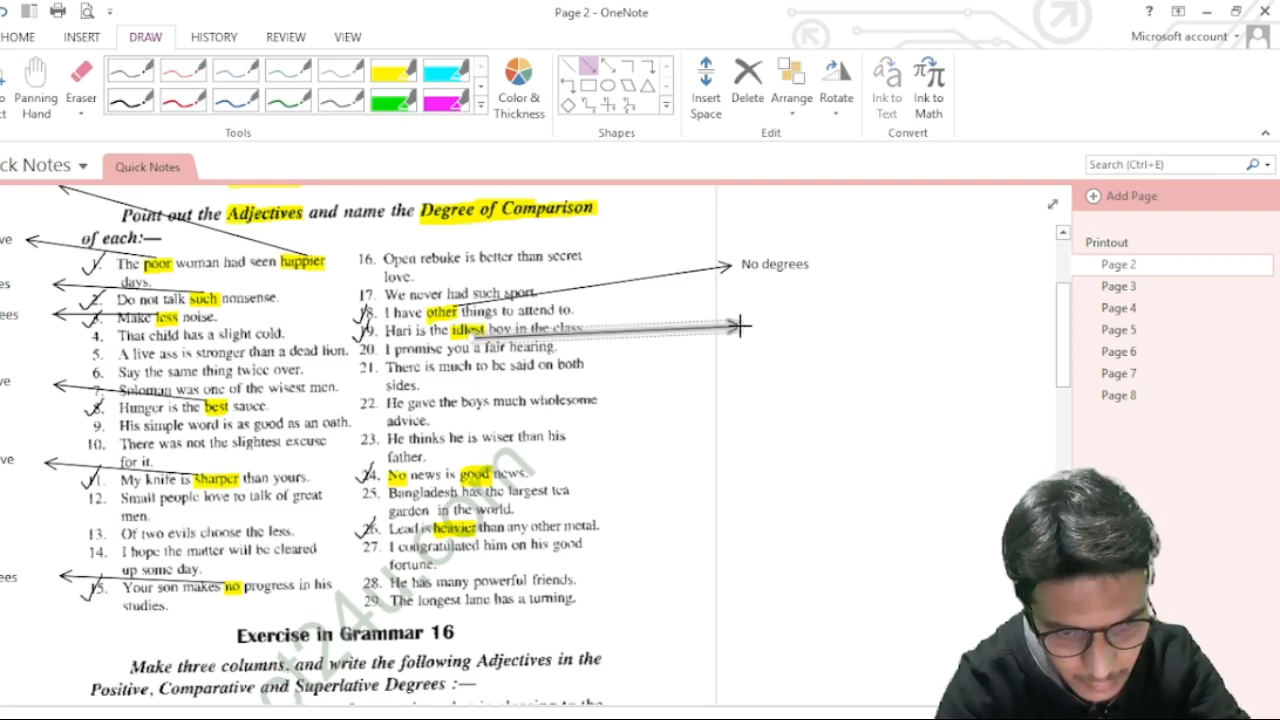 Page 2 - OneNote
HOME INSERT DRAW HISTORY REVIEW VIEW
Microsoft account
Panning Hand
Eraser
Color & Thickness
Insert Space
Delete
Arrange
Rotate
Ink to Text
Ink to Math
Tools
Shapes
Edit
Convert
ck Notes
Quick Notes
Search (Ctrl+E)
Add Page
Printout
Page 2
Page 3
Page 4
Page 5
Page 6
Page 7
Page 8
Point out the Adjectives and name the Degree of Comparison
of each:—
1. The poor woman had seen happier
days.
2. Do not talk such nonsense.
3. Make less noise.
4. That child has a slight cold.
5. A live ass is stronger than a dead lion.
6. Say the same thing twice over.
7. Soloman was one of the wisest men.
8. Hunger is the best sauce.
9. His simple word is as good as an oath.
10. There was not the slightest excuse
for it.
11. My knife is sharper than yours.
12. Small people love to talk of great
men.
13. Of two evils choose the less.
14. I hope the matter will be cleared
up some day.
15. Your son makes no progress in his
studies.
16. Open rebuke is better than secret
love.
17. We never had such sport.
18. I have other things to attend to.
19. Hari is the idlest boy in the class.
20. I promise you a fair hearing.
21. There is much to be said on both
sides.
22. He gave the boys much wholesome
advice.
23. He thinks he is wiser than his
father.
24. No news is good news.
25. Bangladesh has the largest tea
garden in the world.
26. Lead is heavier than any other metal.
27. I congratulated him on his good
fortune.
28. He has many powerful friends.
29. The longest lane has a turning.
No degrees
Exercise in Grammar 16
Make three columns, and write the following Adjectives in the
Positive, Comparative and Superlative Degrees :—